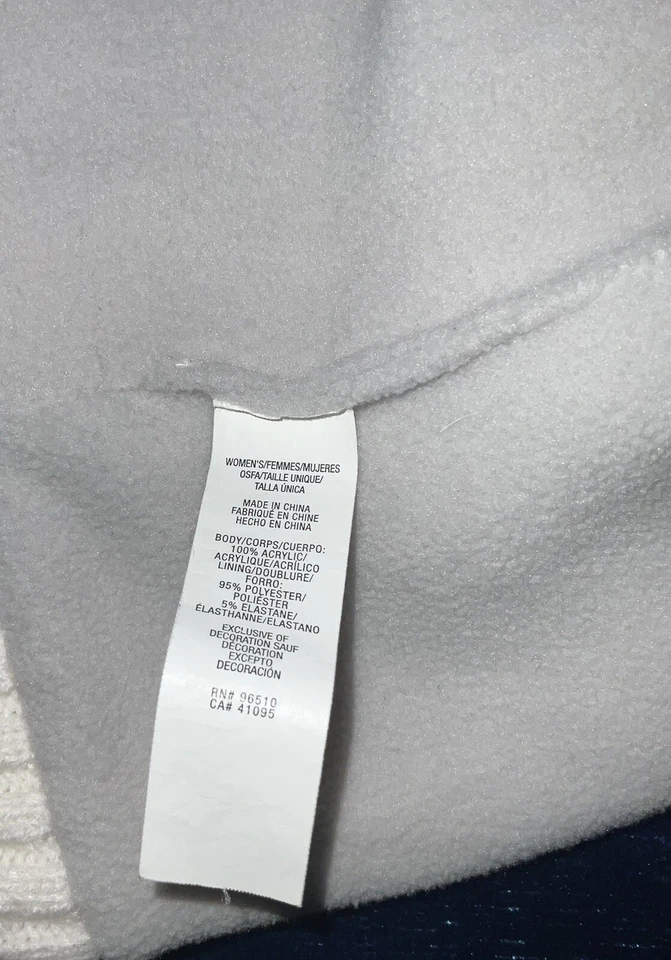 WOMEN'S/FEMMES/MUJERES
OSFA/TAILLE UNIQUE/
TALLA ÚNICA
MADE IN CHINA
FABRIQUÉ EN CHINE
HECHO EN CHINA
BODY/CORPS/CUERPO:
100% ACRYLIC/
ACRYLIQUE/ACRÍLICO
LINING/DOUBLURE/
FORRO:
95% POLYESTER/
POLIÉSTER
5% ELASTANE/
ÉLASTHANNE/ELASTANO
EXCLUSIVE OF
DECORATION SAUF
DÉCORATION
EXCEPTO
DECORACIÓN
RN# 96510
CA# 41095